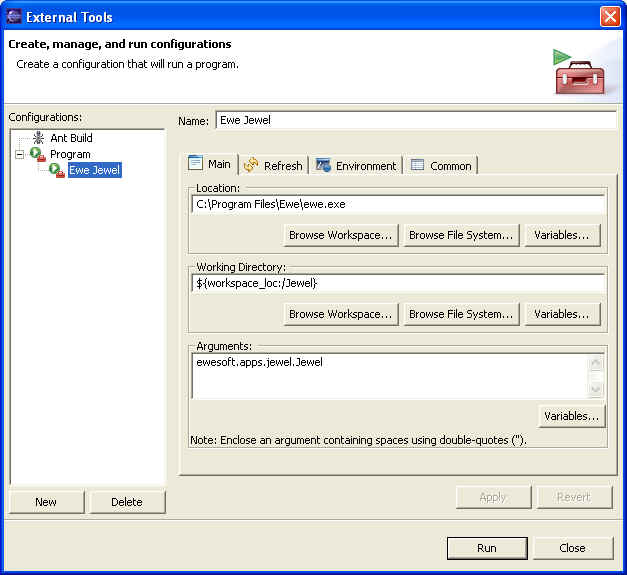 External Tools
Create, manage, and run configurations
Create a configuration that will run a program.
Configurations:
Ant Build
Program
Ewe Jewel
New
Delete
Name:
Ewe Jewel
Main
Refresh
Environment
Common
Location:
C:\Program Files\Ewe\ewe.exe
Browse Workspace...
Browse File System...
Variables...
Working Directory:
${workspace_loc:/Jewel}
Browse Workspace...
Browse File System...
Variables...
Arguments:
ewesoft.apps.jewel.Jewel
Variables...
Note: Enclose an argument containing spaces using double-quotes (").
Apply
Revert
Run
Close